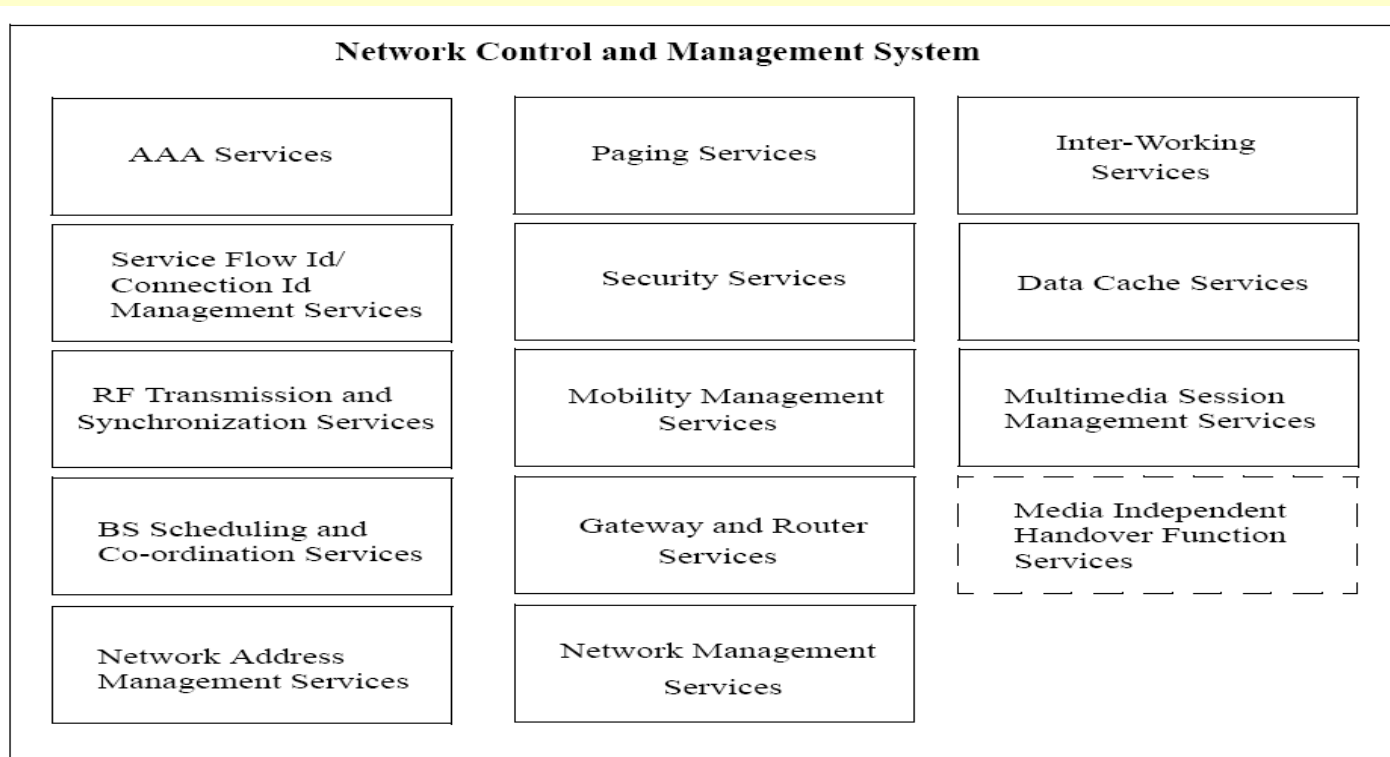 Network Control and Management System
AAA Services
Paging Services
Inter-Working
Services
Service Flow Id/
Connection Id
Management Services
Security Services
Data Cache Services
RF Transmission and
Synchronization Services
Mobility Management
Services
Multimedia Session
Management Services
BS Scheduling and
Co-ordination Services
Gateway and Router
Services
Media Independent
Handover Function
Services
Network Address
Management Services
Network Management
Services